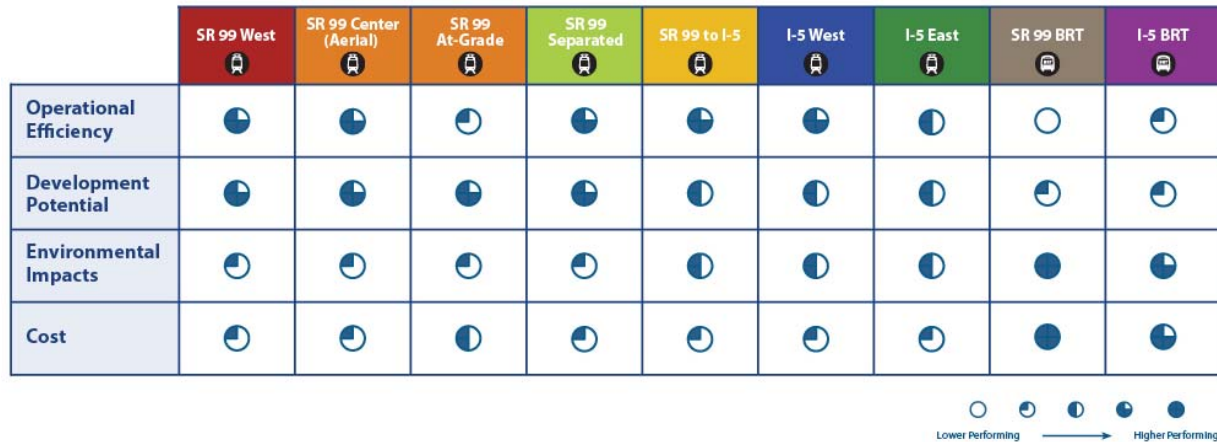 SR 99 West
SR 99 Center
(Aerial)
SR 99
At-Grade
SR 99
Separated
SR 99 to I-5
I-5 West
I-5 East
SR 99 BRT
I-5 BRT
Operational
Efficiency
Development
Potential
Environmental
Impacts
Cost
Lower Performing
Higher Performing